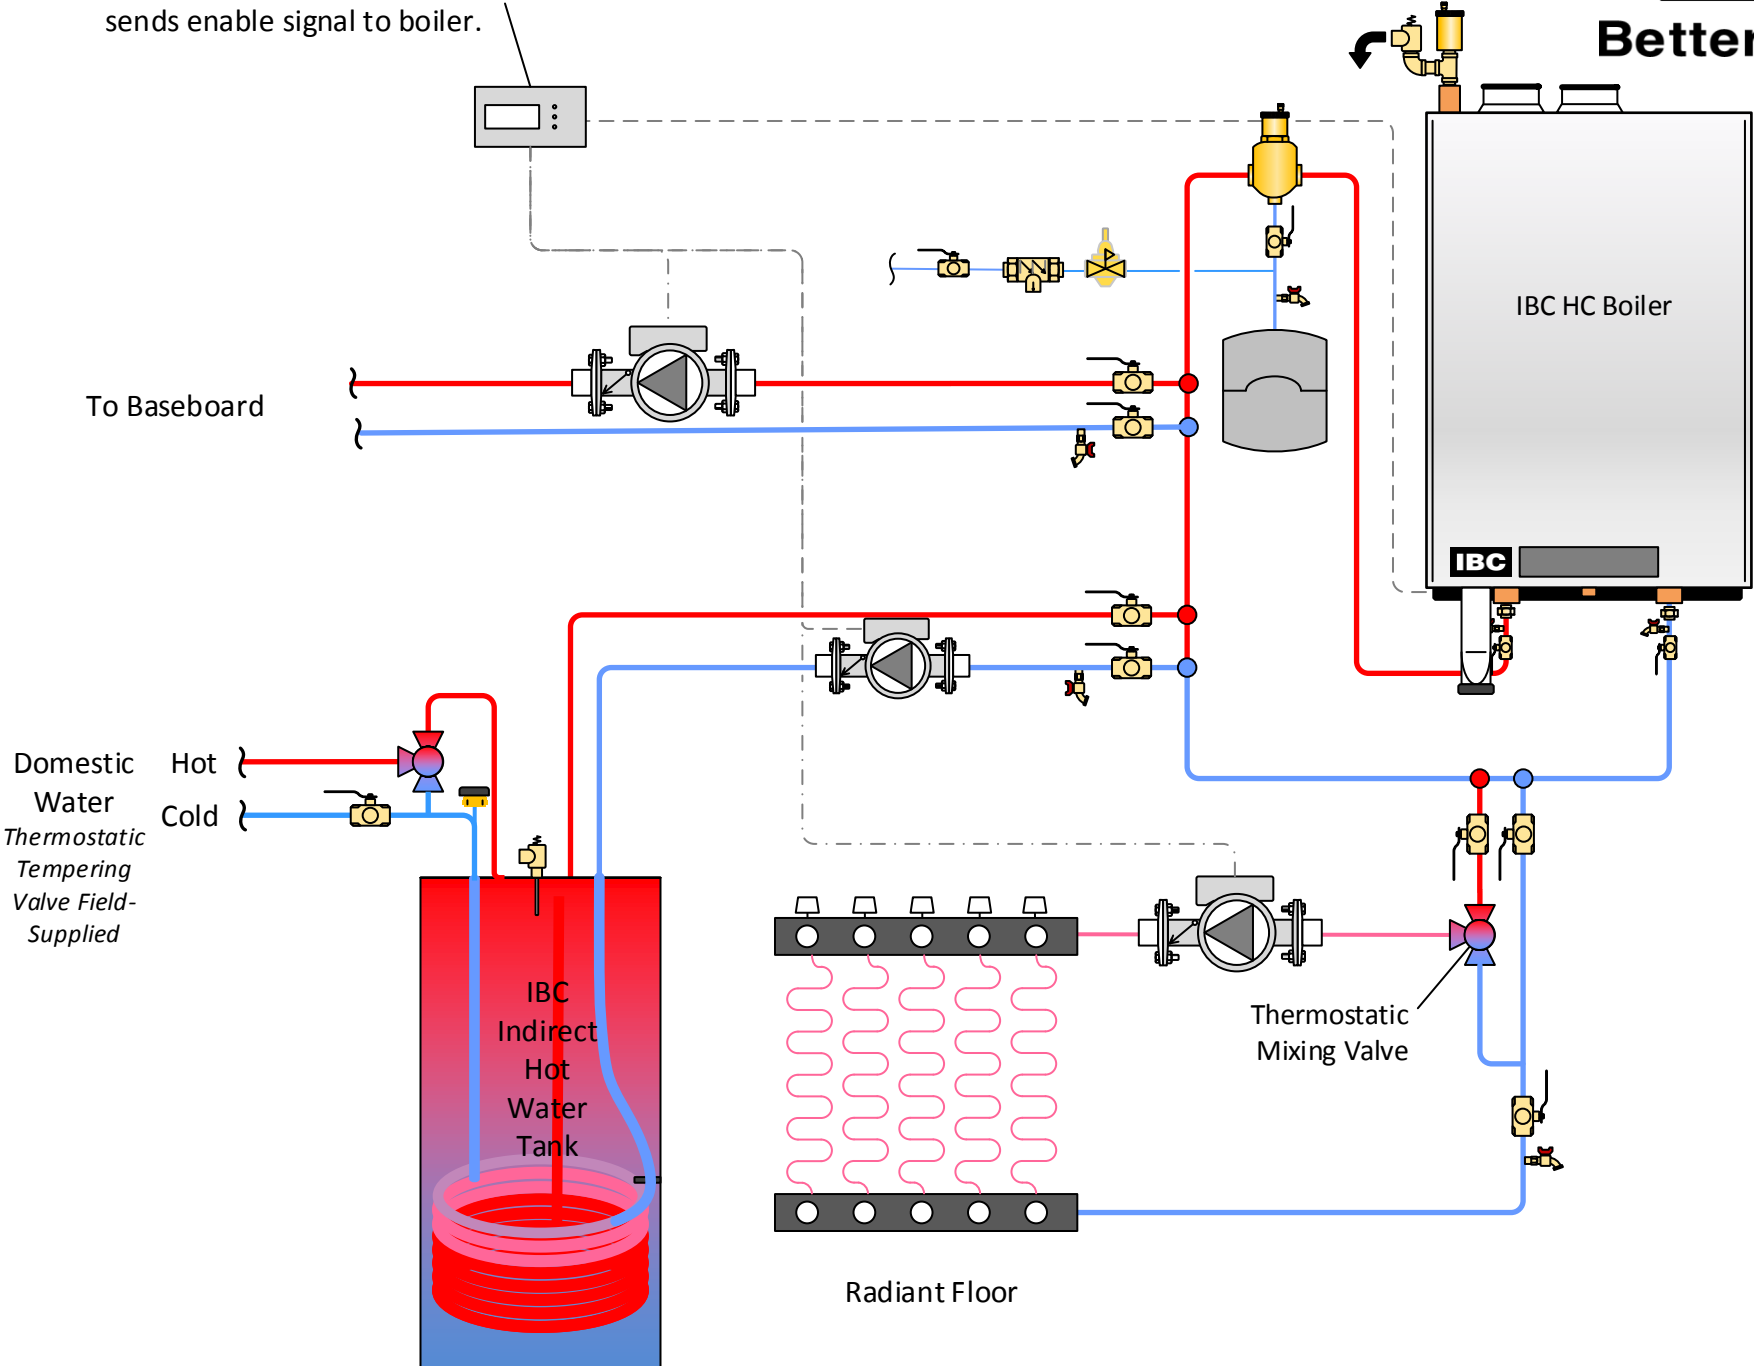 sends enable signal to boiler.
Better
IBC HC Boiler
To Baseboard
IBC
Domestic
Water
Hot
Cold
Thermostatic
Tempering
Valve Field-
Supplied
IBC
Indirect
Hot
Water
Tank
Thermostatic
Mixing Valve
Radiant Floor